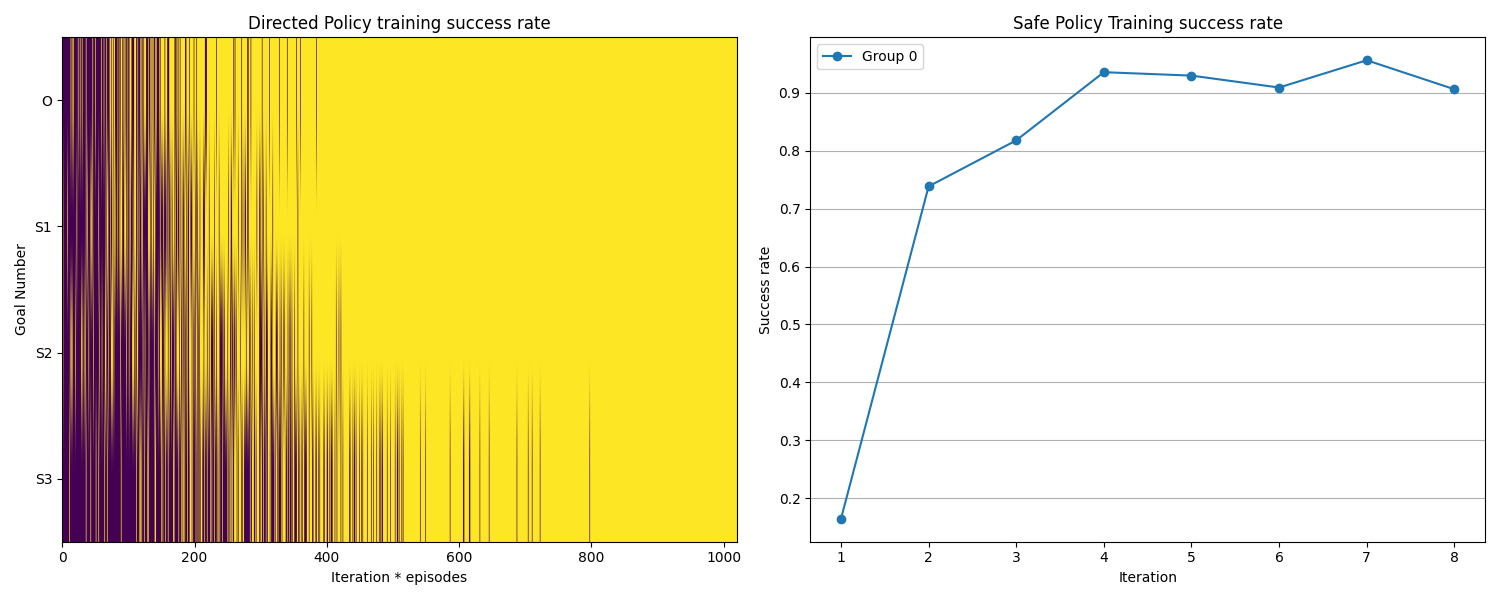 Directed Policy training success rate
Goal Number
O
S1
S2
S3
0 200 400 600 800 1000
Iteration * episodes
Safe Policy Training success rate
Group 0
Success rate
0.9
0.8
0.7
0.6
0.5
0.4
0.3
0.2
1 2 3 4 5 6 7 8
Iteration